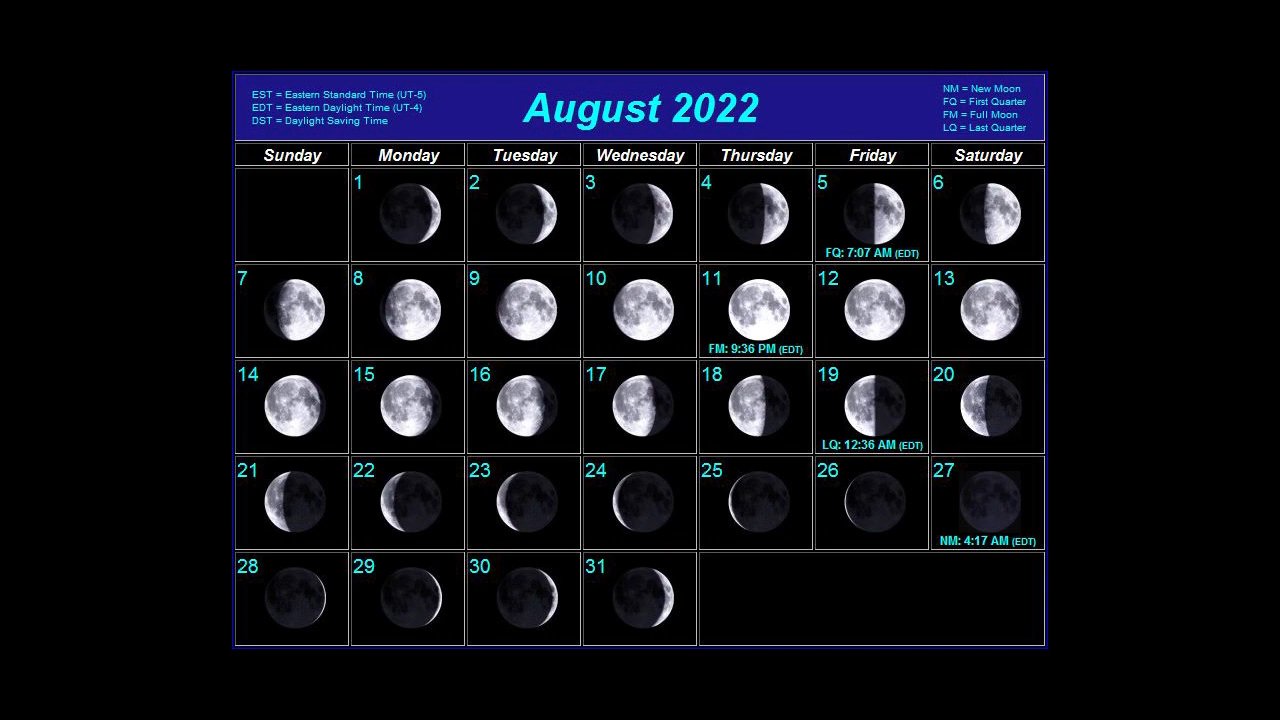 EST = Eastern Standard Time (UT-5)
EDT = Eastern Daylight Time (UT-4)
DST = Daylight Saving Time
August 2022
NM = New Moon
FQ = First Quarter
FM = Full Moon
LQ = Last Quarter
Sunday Monday Tuesday Wednesday Thursday Friday Saturday
1 2 3 4 5 6
FQ: 7:07 AM (EDT)
7 8 9 10 11 12 13
FM: 9:36 PM (EDT)
14 15 16 17 18 19 20
LQ: 12:36 AM (EDT)
21 22 23 24 25 26 27
NM: 4:17 AM (EDT)
28 29 30 31